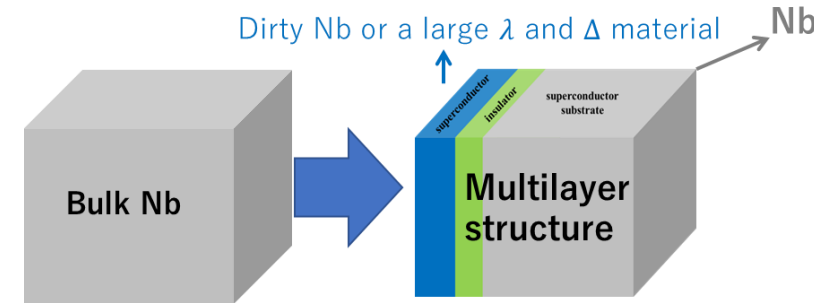 Dirty Nb or a large λ and Δ material
Nb
superconductor
insulator
superconductor
substrate
Bulk Nb
Multilayer
structure